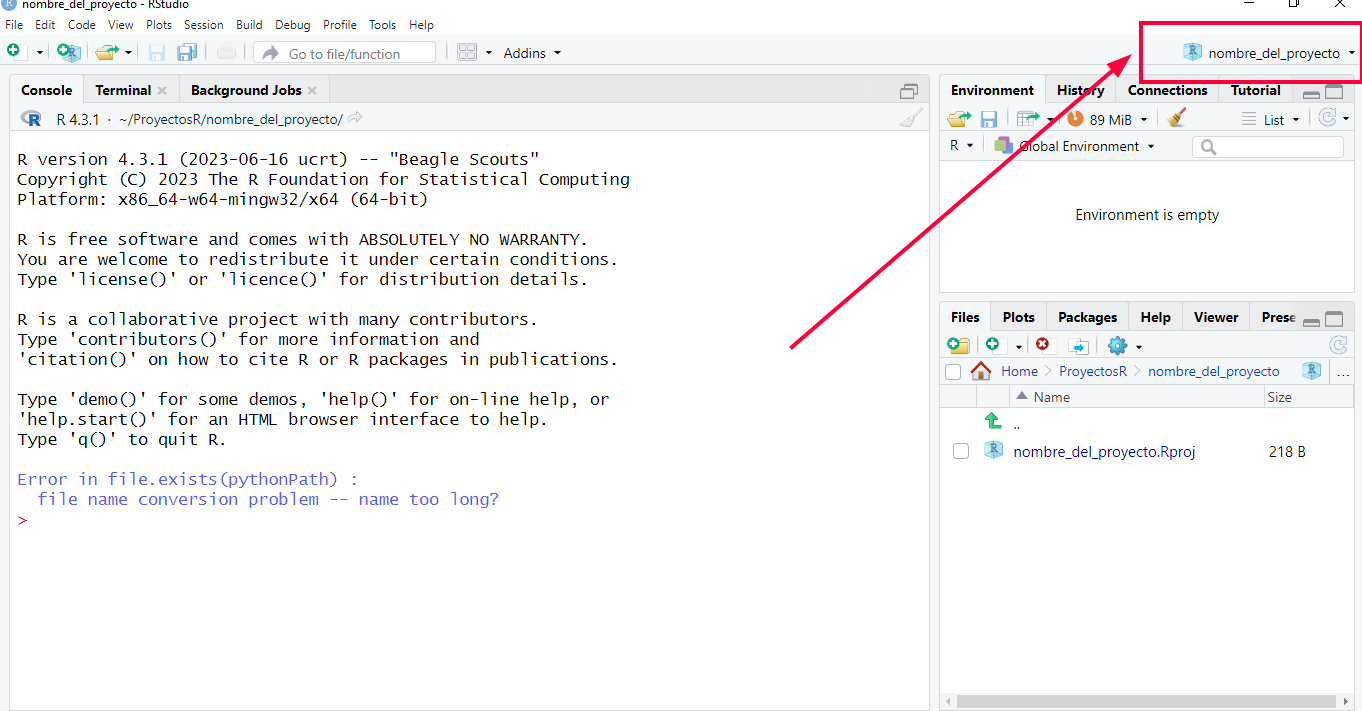 nombre_del_proyecto - RStudio
File Edit Code View Plots Session Build Debug Profile Tools Help
Go to file/function Addins nombre_del_proyecto
Console Terminal Background Jobs
R 4.3.1 · ~/ProyectosR/nombre_del_proyecto/
R version 4.3.1 (2023-06-16 ucrt) -- "Beagle Scouts"
Copyright (C) 2023 The R Foundation for Statistical Computing
Platform: x86_64-w64-mingw32/x64 (64-bit)
R is free software and comes with ABSOLUTELY NO WARRANTY.
You are welcome to redistribute it under certain conditions.
Type 'license()' or 'licence()' for distribution details.
R is a collaborative project with many contributors.
Type 'contributors()' for more information and
'citation()' on how to cite R or R packages in publications.
Type 'demo()' for some demos, 'help()' for on-line help, or
'help.start()' for an HTML browser interface to help.
Type 'q()' to quit R.
Error in file.exists(pythonPath) :
file name conversion problem -- name too long?
>
Environment History Connections Tutorial
89 MiB List
R Global Environment
Environment is empty
Files Plots Packages Help Viewer Prese
Home ProyectosR nombre_del_proyecto ...
Name Size
..
nombre_del_proyecto.Rproj 218 B